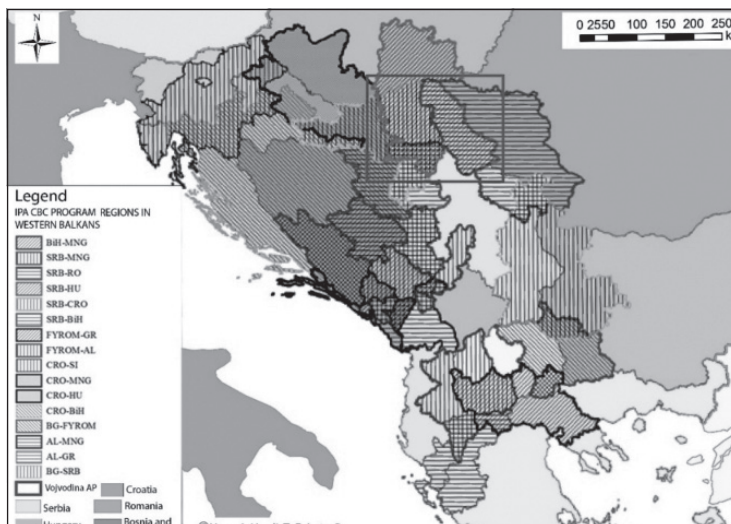 N
0 2550 100 150 200 250
k
Legend
IPA CBC PROGRAM REGIONS IN
WESTERN BALKANS
BiH-MNG
SRB-MNG
SRB-RO
SRB-HU
SRB-CRO
SRB-BiH
FYROM-GR
FYROM-AL
CRO-SI
CRO-MNG
CRO-HU
CRO-BiH
BG-FYROM
AL-MNG
AL-GR
BG-SRB
Vojvodina AP
Croatia
Serbia
Romania
Bosnia and